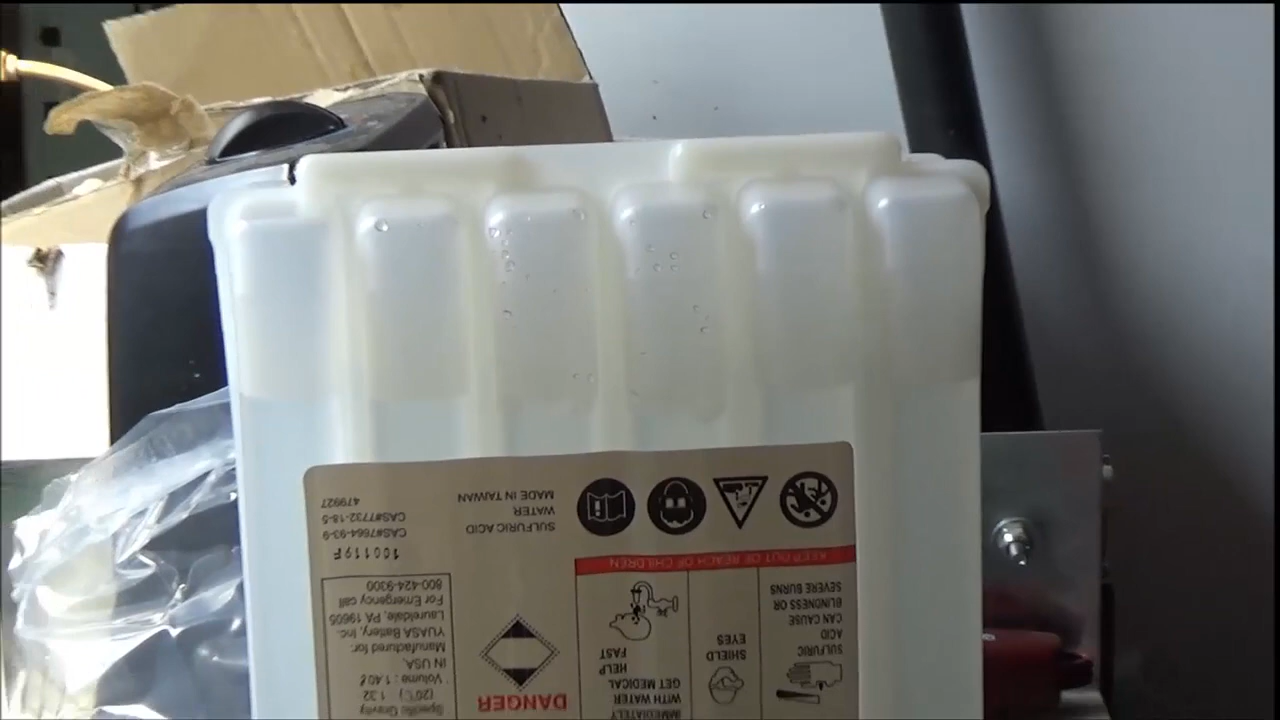 Specific Gravity
(20℃) 1.32
Volume : 1.40ℓ
IN USA.
Manufactured for:
YUASA Battery, Inc.
Laureldale, PA 19605
For Emergency call
800-424-9300
100119F
CAS#7664-93-9
CAS#7732-18-5
479927
DANGER
SULFURIC ACID
WATER
MADE IN TAIWAN
SULFURIC
ACID
CAN CAUSE
BLINDNESS OR
SEVERE BURNS
SHIELD
EYES
IMMEDIATELY
WITH WATER
GET MEDICAL
HELP
FAST
KEEP OUT OF REACH OF CHILDREN